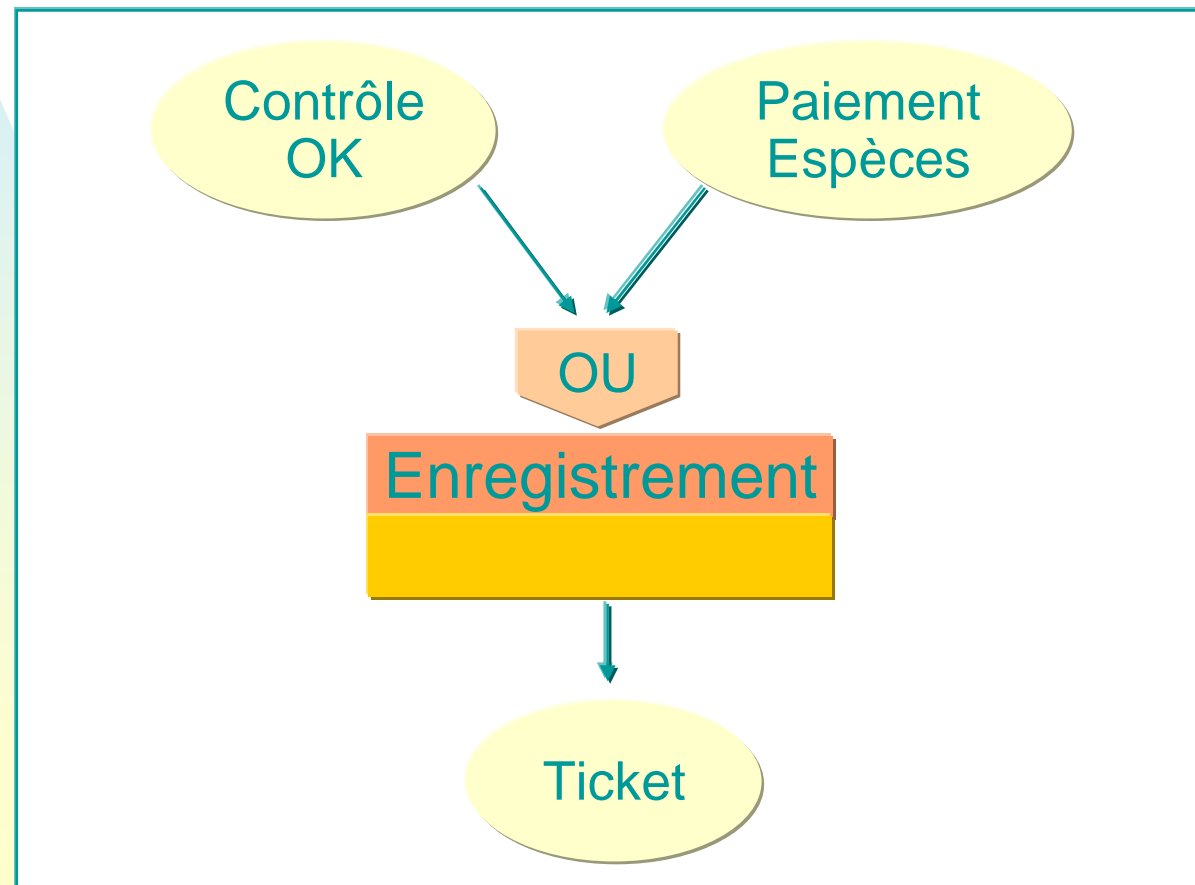 Contrôle
OK
Paiement
Espèces
OU
Enregistrement
Ticket